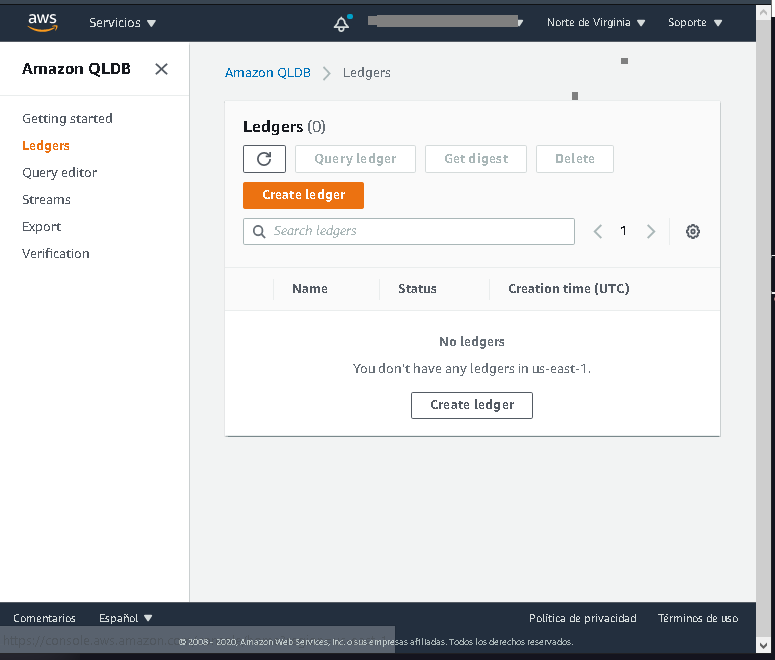 aws Servicios Norte de Virginia Soporte
Amazon QLDB
Getting started
Ledgers
Query editor
Streams
Export
Verification
Amazon QLDB Ledgers
Ledgers (0)
Query ledger Get digest Delete
Create ledger
Search ledgers 1
Name Status Creation time (UTC)
No ledgers
You don't have any ledgers in us-east-1.
Create ledger
Comentarios Español Política de privacidad Términos de uso
https://console.aws.amazon.c
© 2008 - 2020, Amazon Web Services, Inc. o sus empresas afiliadas. Todos los derechos reservados.